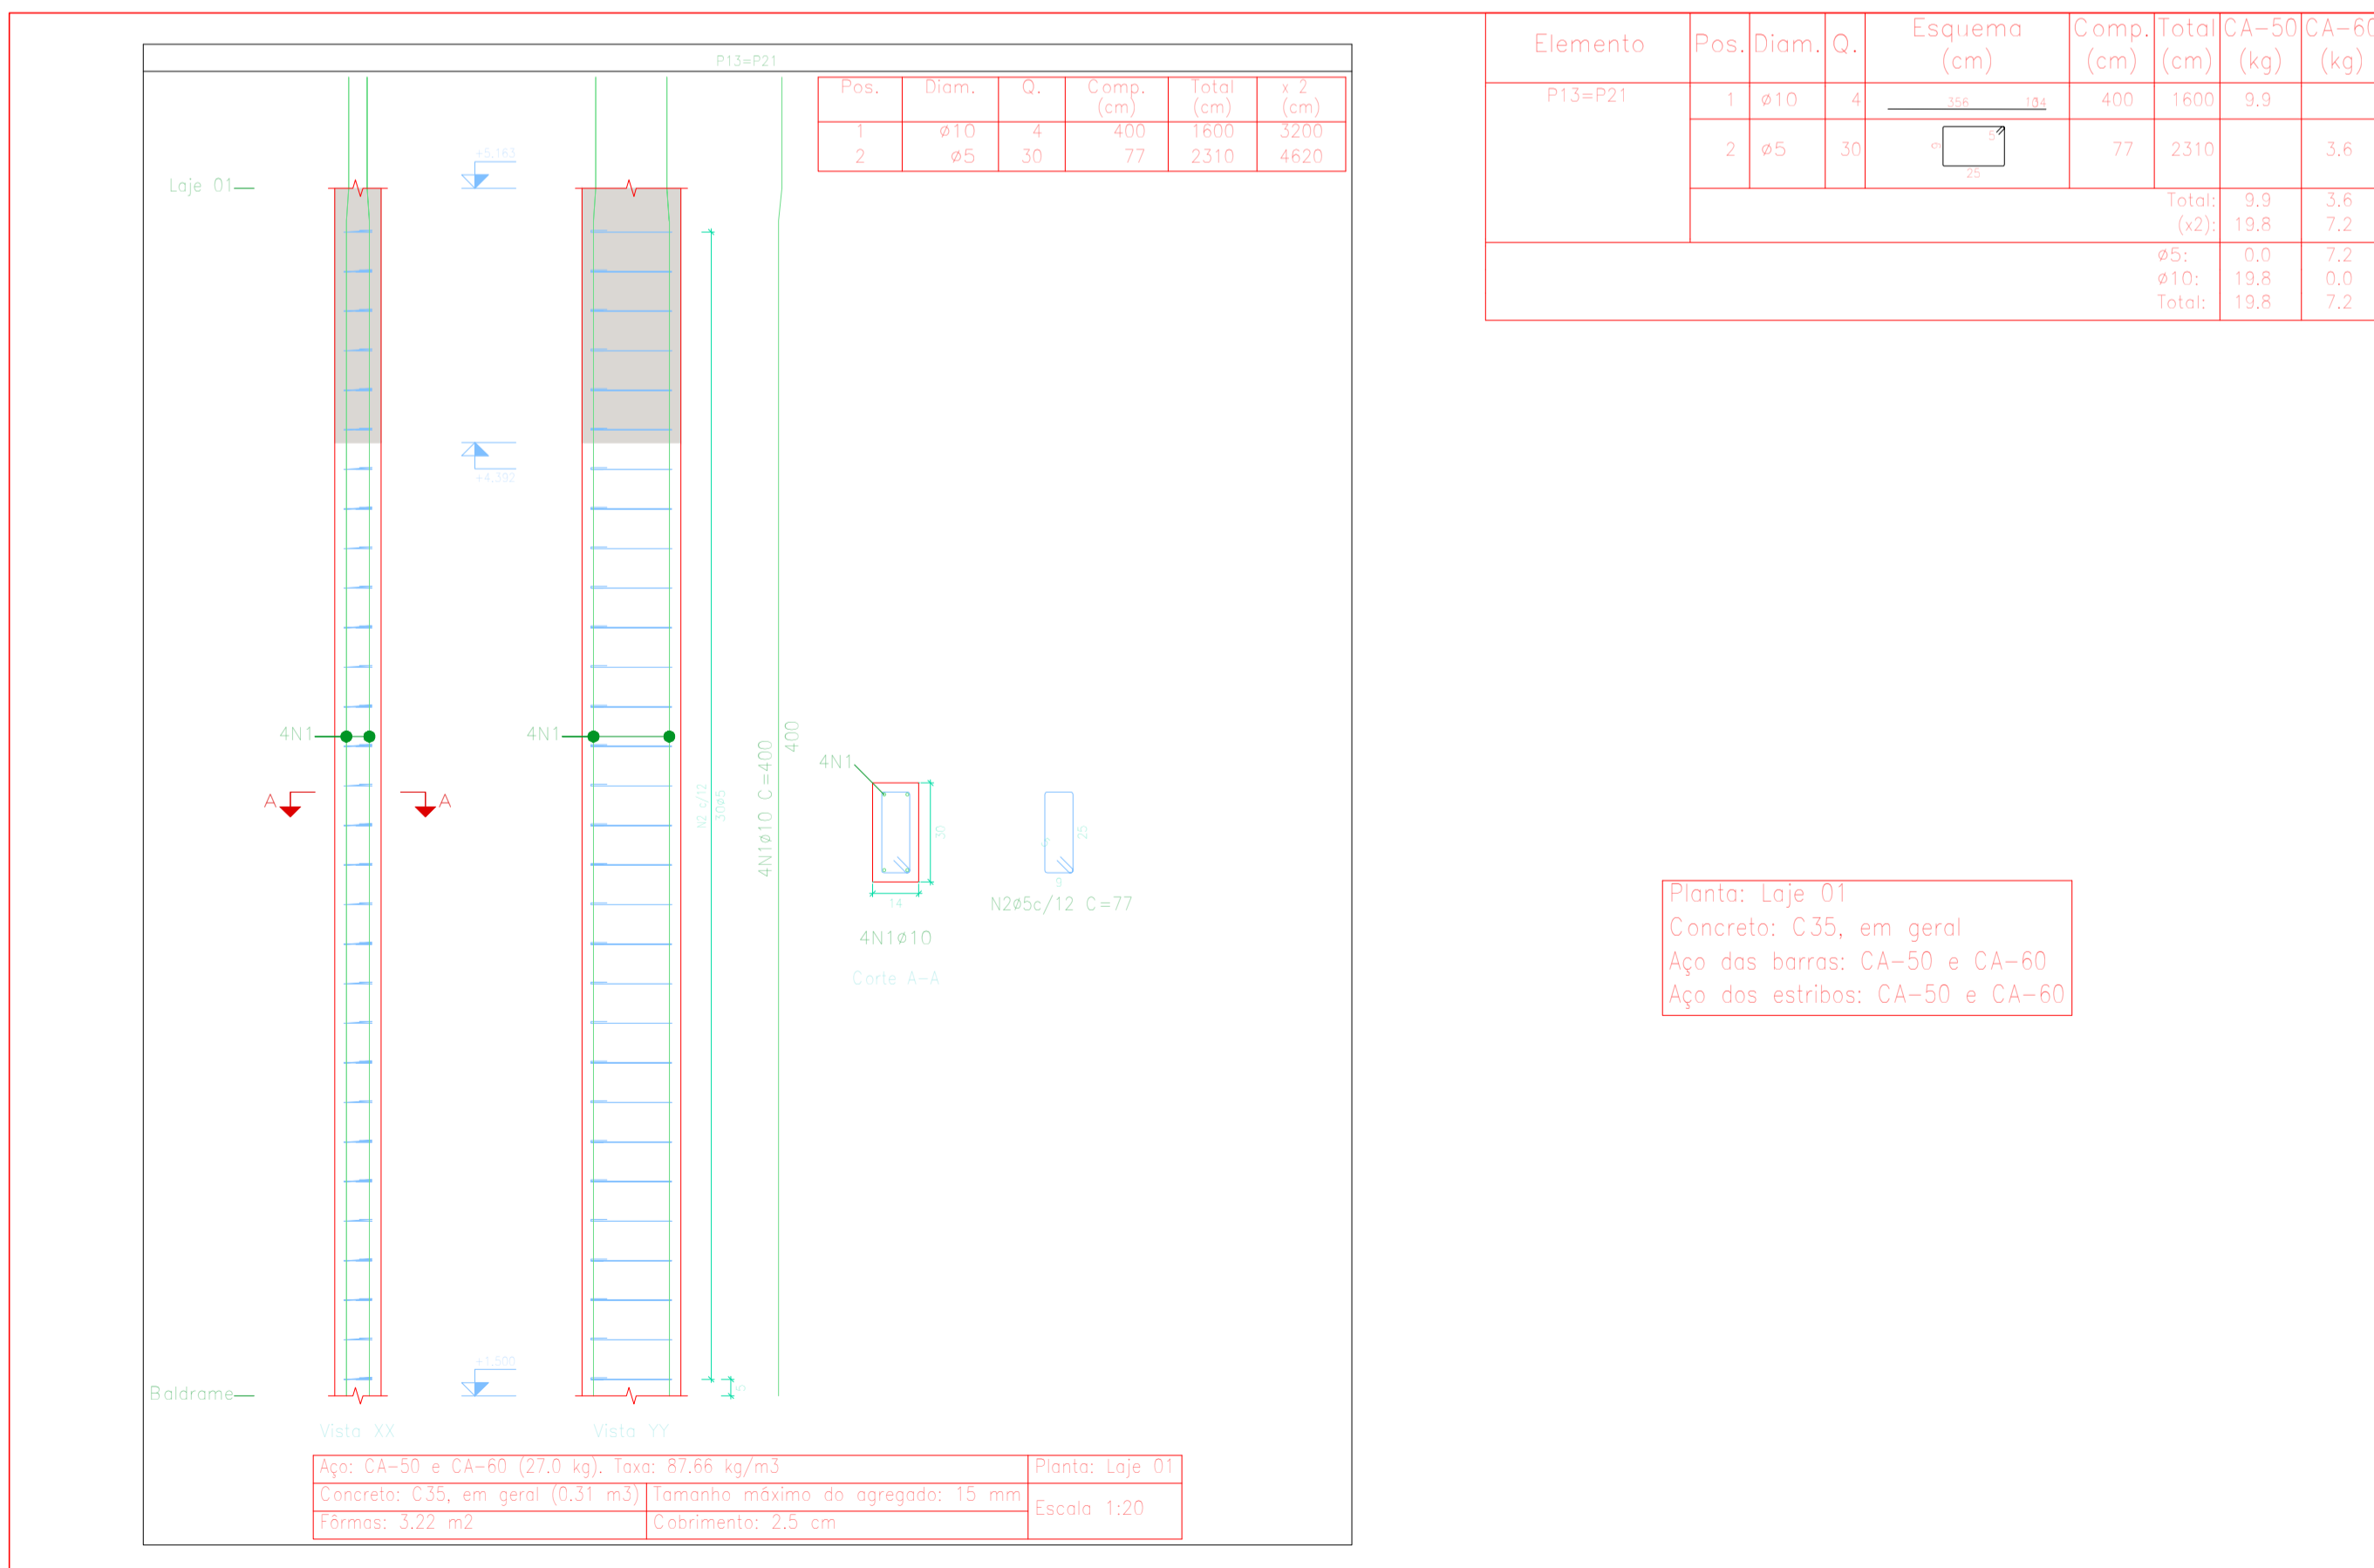 P13=P21
Pos. Diam. Q. Comp. (cm) Total (cm) x 2 (cm)
1 ø10 4 400 1600 3200
2 ø5 30 77 2310 4620
+5,163
Laje 01
+4,392
4N1
4N1
A A
N2 c/12
30ø5
4N1ø10 C=400
400
4N1
30
14
4N1ø10
Corte A-A
25
9
N2ø5c/12 C=77
+1,500
Baldrame
5
Vista XX
Vista YY
Aço: CA-50 e CA-60 (27.0 kg). Taxa: 87.66 kg/m3
Planta: Laje 01
Concreto: C35, em geral (0.31 m3)
Tamanho máximo do agregado: 15 mm
Escala 1:20
Fôrmas: 3.22 m2
Cobrimento: 2.5 cm
Elemento Pos. Diam. Q. Esquema (cm) Comp. (cm) Total (cm) CA-50 (kg) CA-60 (kg)
P13=P21 1 ø10 4 356 400 1600 9.9
2 ø5 30 9 5 25 77 2310 3.6
Total: 9.9 3.6
(x2): 19.8 7.2
ø5: 0.0 7.2
ø10: 19.8 0.0
Total: 19.8 7.2
Planta: Laje 01
Concreto: C35, em geral
Aço das barras: CA-50 e CA-60
Aço dos estribos: CA-50 e CA-60